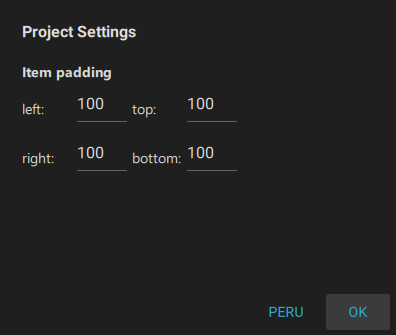 Project Settings
Item padding
left: 100 top: 100
right: 100 bottom: 100
PERU OK